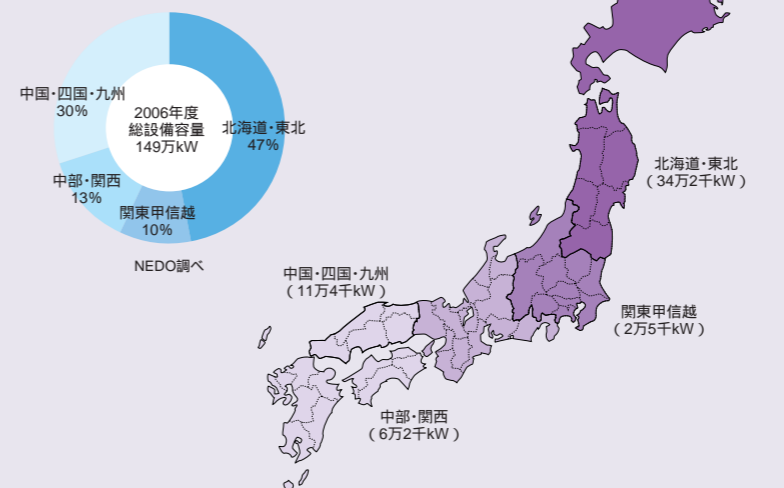 中国・四国・九州
30%
2006年度
総設備容量
149万kW
北海道・東北
47%
中部・関西
13%
関東甲信越
10%
NEDO調べ
北海道・東北
（34万2千kW）
中国・四国・九州
（11万4千kW）
関東甲信越
（2万5千kW）
中部・関西
（6万2千kW）